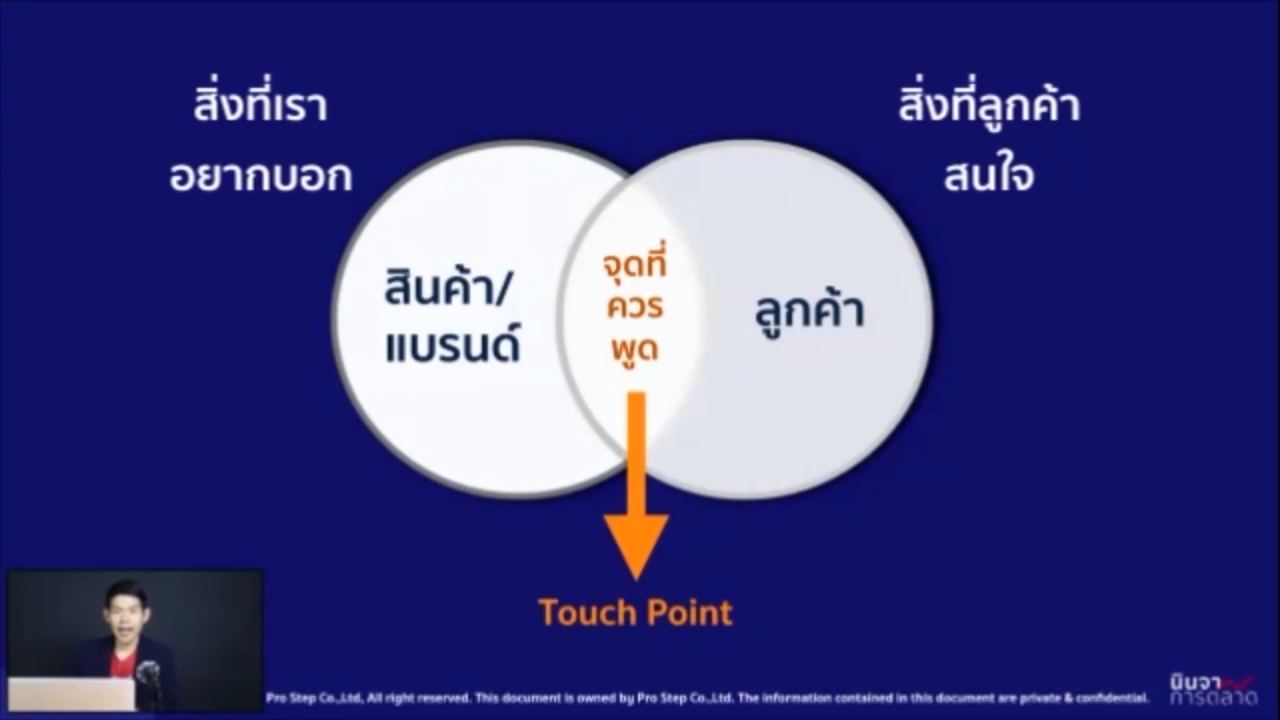 สิ่งที่เรา
อยากบอก
สิ่งที่ลูกค้า
สนใจ
สินค้า/
แบรนด์
จุดที่
ควร
พูด
ลูกค้า
Touch Point
Pro Step Co.,Ltd, All right reserved. This document is owned by Pro Step Co.,Ltd. The information contained in this document are private & confidential.
นินจา
การตลาด